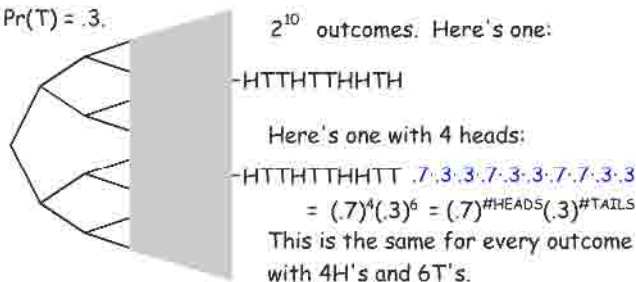 Pr(T) = .3.
2^10 outcomes. Here's one:
HTTHTTHHTH
Here's one with 4 heads:
HTTHTTHHTT .7·.3·.3·.7·.3·.3·.7·.7·.3·.3
= (.7)^4(.3)^6 = (.7)^#HEADS(.3)^#TAILS
This is the same for every outcome
with 4H's and 6T's.